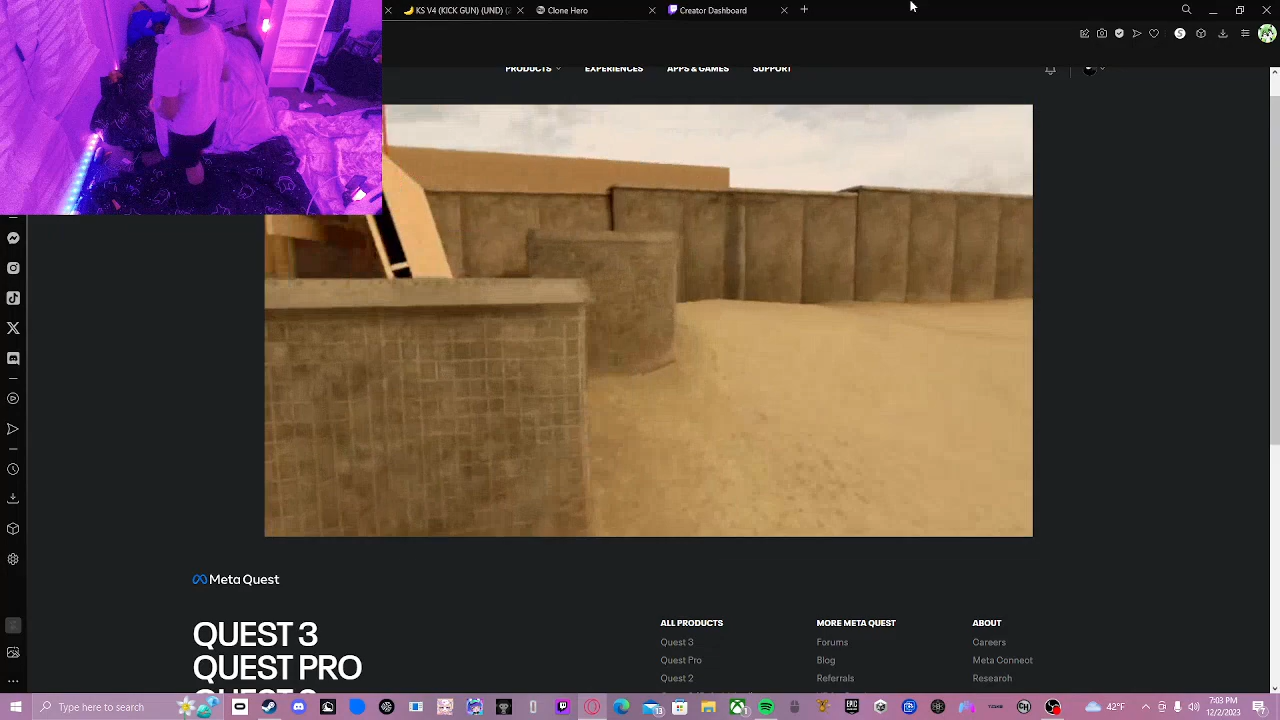 KS V4 (KICK GUN) (UND) (
Clone Hero
Creator Dashboard
PRODUCTS
EXPERIENCES
APPS & GAMES
SUPPORT
Meta Quest
QUEST 3
QUEST PRO
ALL PRODUCTS
Quest 3
Quest Pro
Quest 2
MORE META QUEST
Forums
Blog
Referrals
ABOUT
Careers
Meta Connect
Research
Type here to search
7:03 PM
12/2/2023